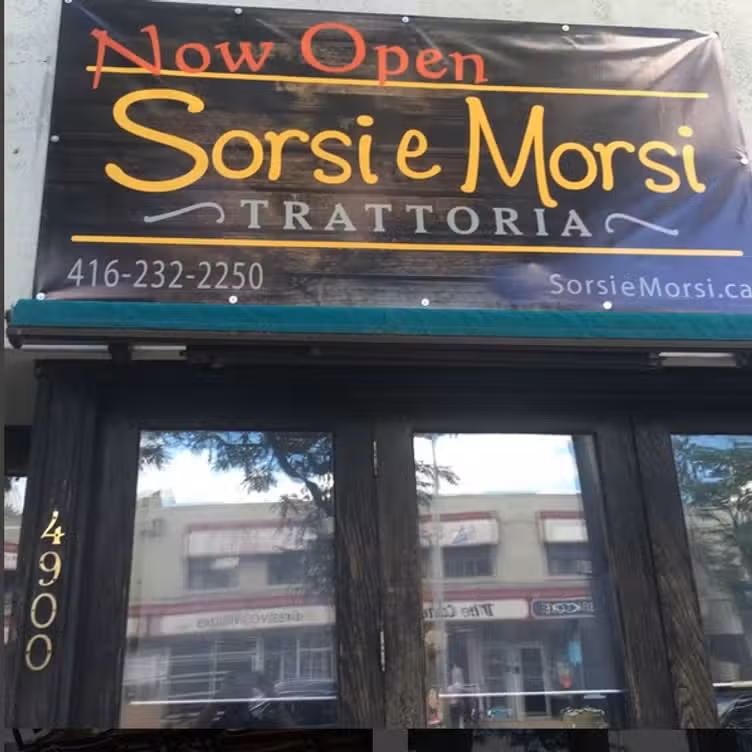 Now Open
Sorsi e Morsi
TRATTORIA
416-232-2250
SorsieMorsi.ca
4900